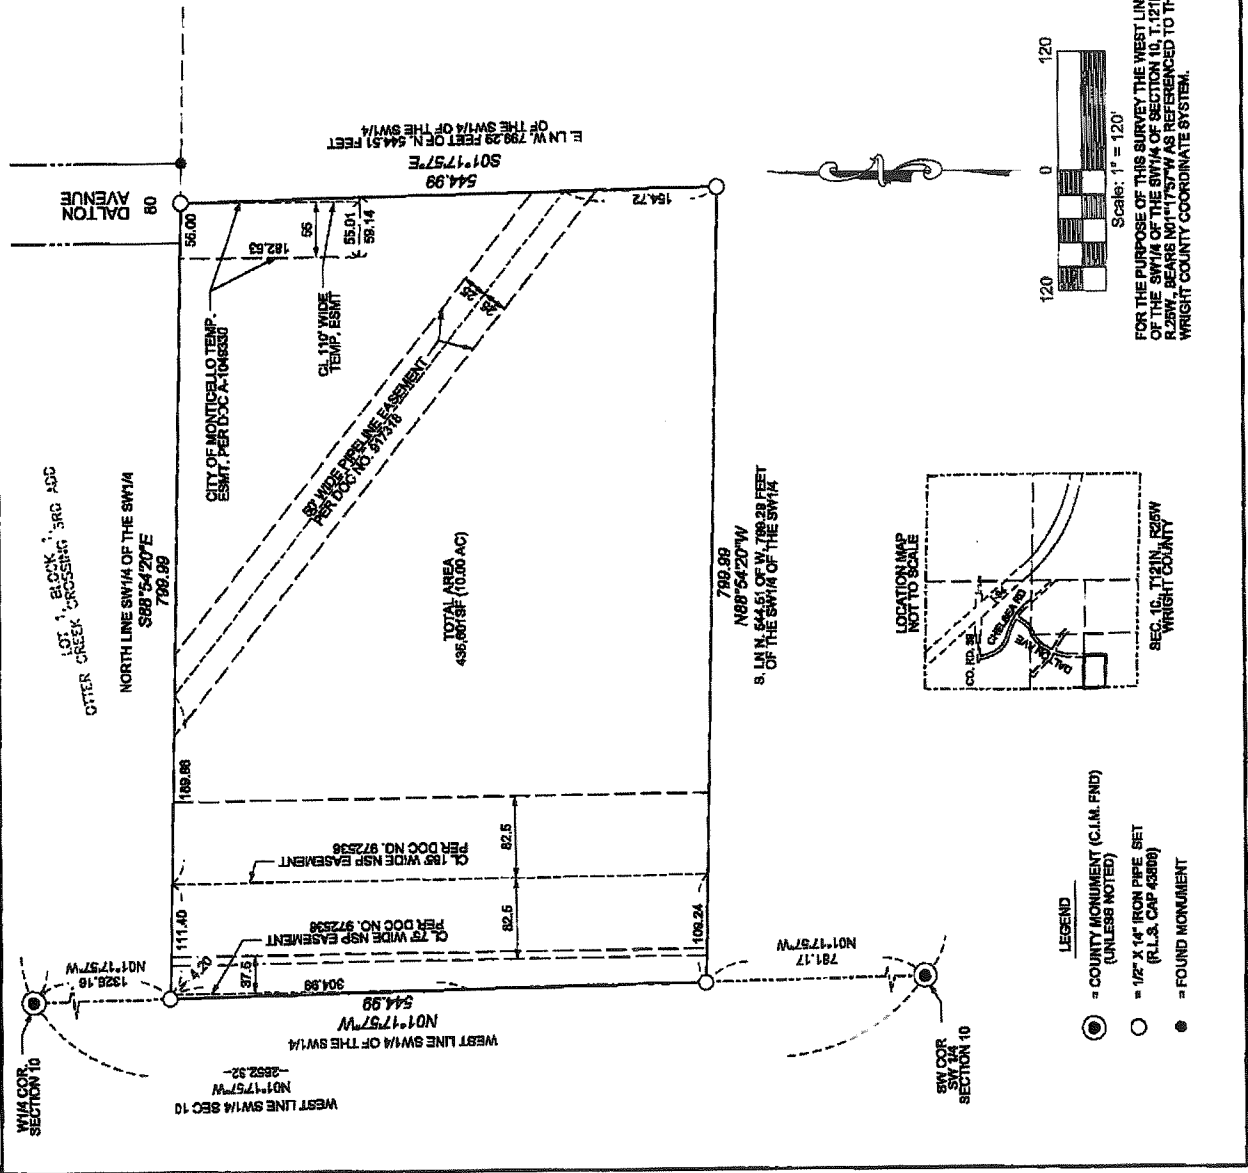 W1/4 COR.
SECTION 10
1326.16
N01°17'57"W
WEST LINE SW1/4 SEC 10
N01°17'57"W
-2652.32-
WEST LINE SW1/4 OF THE SW1/4
N01°17'57"W
544.99
304.99
4.20
37.5
111.40
CL 75' WIDE NSP EASEMENT
PER DOC NO. 972536
109.24
82.5
82.5
CL 165' WIDE NSP EASEMENT
PER DOC NO. 972536
189.88
781.17
N01°17'57"W
SW COR
SW 1/4
SECTION 10
LOT 1, BLOCK 1, 3RD ADD
OTTER CREEK CROSSING
NORTH LINE SW1/4 OF THE SW1/4
S88°54'20"E
799.99
TOTAL AREA
435,601SF (10.00 AC)
50' WIDE PIPELINE EASEMENT
PER DOC NO. 917318
25
25
CITY OF MONTICELLO TEMP.
ESMT. PER DOC A-1049330
CL 110' WIDE
TEMP. ESMT
182.63
55
55.01
59.14
56.00
DALTON
AVENUE
80
544.99
S01°17'57"E
E. LN W. 799.29 FEET OF N. 544.51 FEET
OF THE SW1/4 OF THE SW1/4
154.72
799.99
N88°54'20"W
S. LN N. 544.51 OF W. 799.29 FEET
OF THE SW1/4 OF THE SW1/4
LEGEND
= COUNTY MONUMENT (C.I.M. FND)
(UNLESS NOTED)
= 1/2" X 14" IRON PIPE SET
(R.L.S. CAP 43808)
= FOUND MONUMENT
LOCATION MAP
NOT TO SCALE
CO. RD. 39
CHELSEA RD
DALTON AVE
SEC. 10, T121N, R25W
WRIGHT COUNTY
120
0
120
Scale: 1" = 120'
FOR THE PURPOSE OF THIS SURVEY THE WEST LIN
OF THE SW1/4 OF THE SW1/4 OF SECTION 10, T.121
R.25W., BEARS N01°17'57"W AS REFERENCED TO TH
WRIGHT COUNTY COORDINATE SYSTEM.